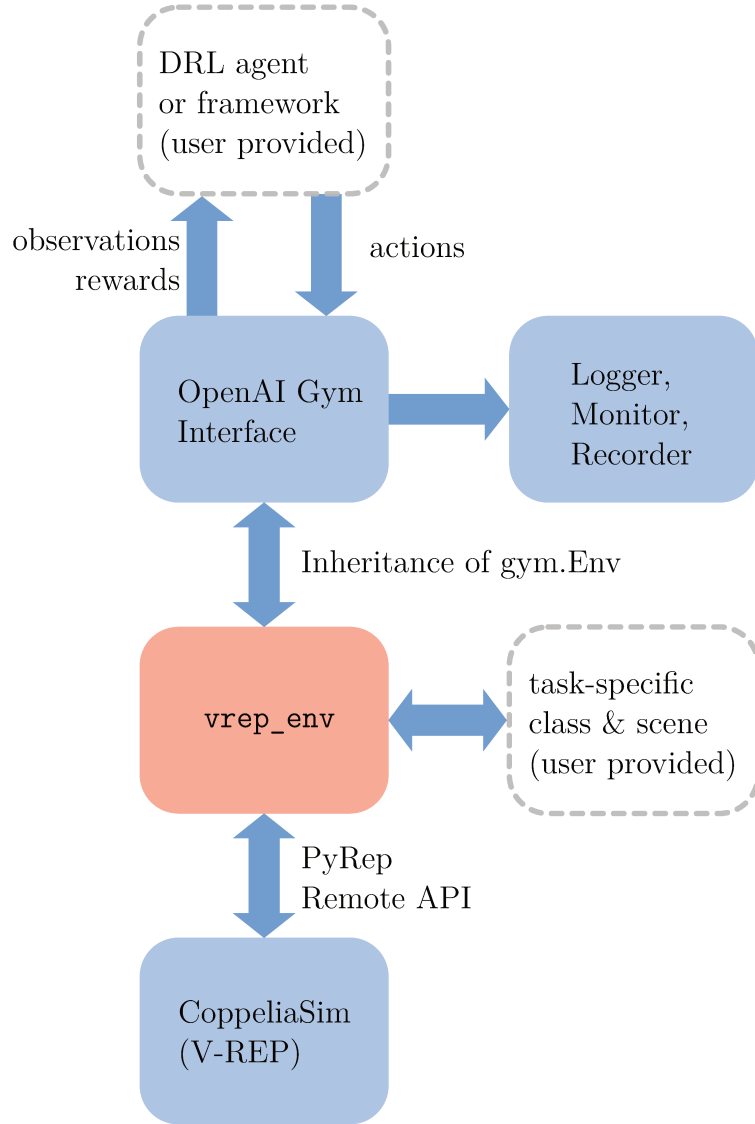 DRL agent
or framework
(user provided)
observations
rewards
actions
OpenAI Gym
Interface
Logger,
Monitor,
Recorder
Inheritance of gym.Env
vrep_env
task-specific
class & scene
(user provided)
PyRep
Remote API
CoppeliaSim
(V-REP)